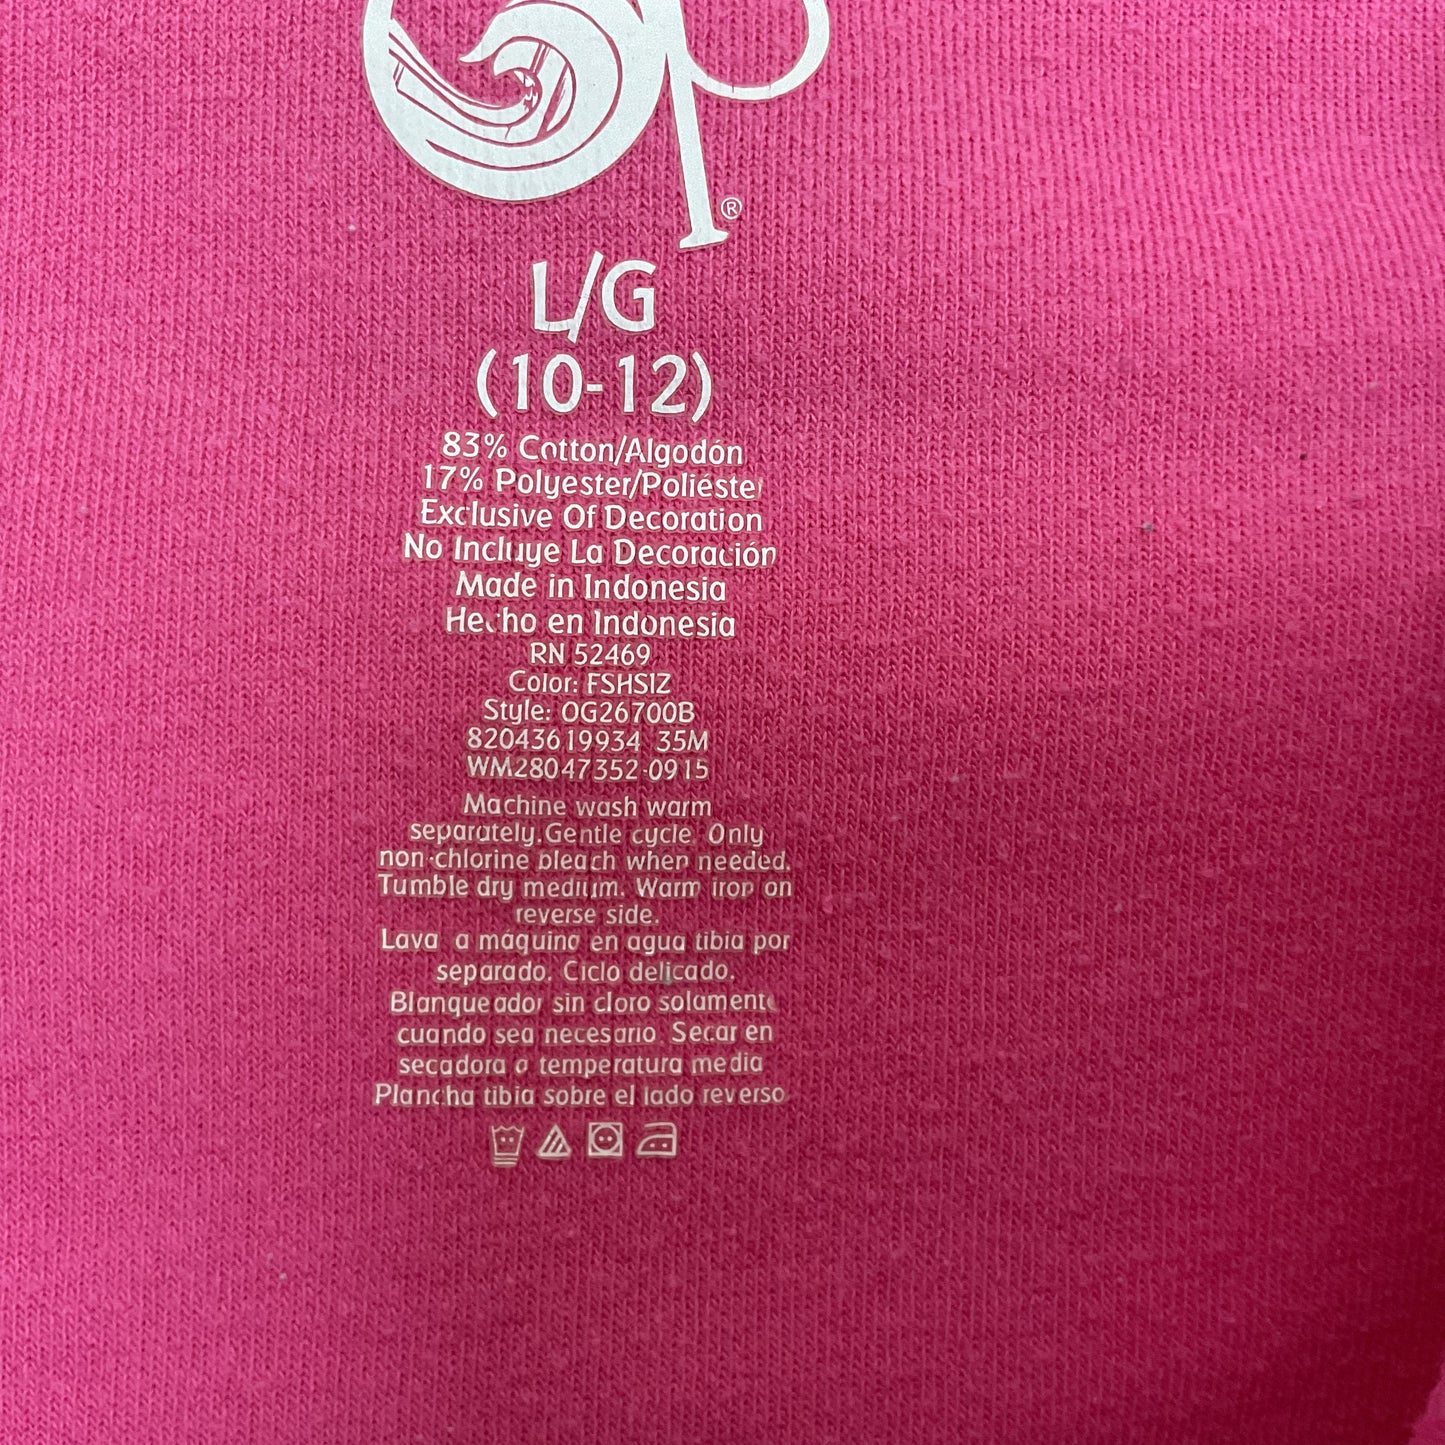 Op®
L/G
(10-12)
83% Cotton/Algodón
17% Polyester/Poliéster
Exclusive Of Decoration
No Incluye La Decoración
Made in Indonesia
Hecho en Indonesia
RN 52469
Color: FSHSIZ
Style: OG26700B
82043619934 35M
WM28047352-0915
Machine wash warm
separately. Gentle cycle. Only
non-chlorine bleach when needed.
Tumble dry medium. Warm iron on
reverse side.
Lava a máquina en agua tibia por
separado. Ciclo delicado.
Blanqueador sin cloro solamente
cuando sea necesario. Secar en
secadora a temperatura media
Plancha tibia sobre el lado reverso